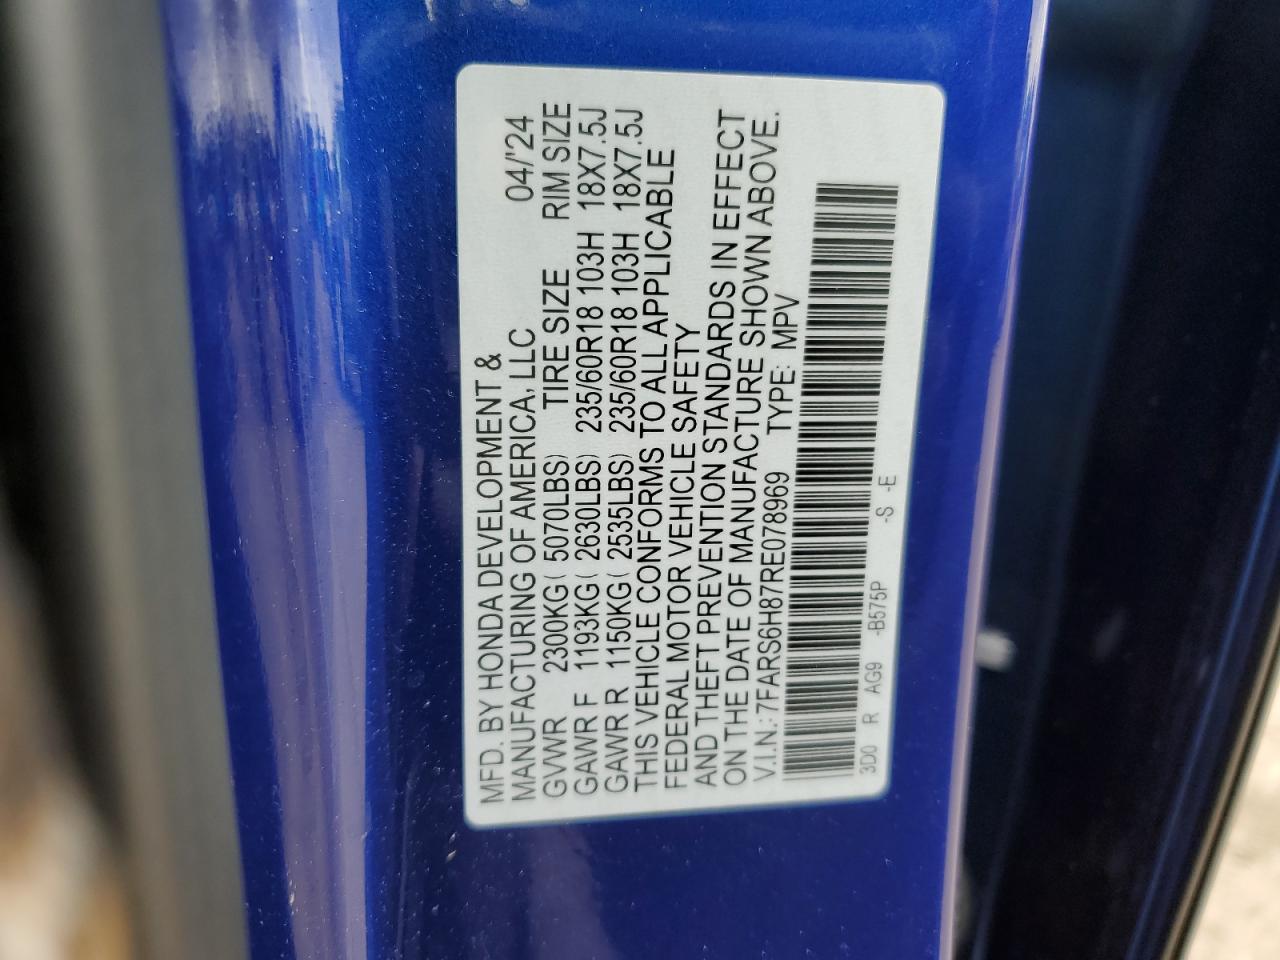 MFD. BY HONDA DEVELOPMENT &
MANUFACTURING OF AMERICA, LLC 04/'24
GVWR 2300KG( 5070LBS) TIRE SIZE RIM SIZE
GAWR F 1193KG( 2630LBS) 235/60R18 103H 18X7.5J
GAWR R 1150KG( 2535LBS) 235/60R18 103H 18X7.5J
THIS VEHICLE CONFORMS TO ALL APPLICABLE
FEDERAL MOTOR VEHICLE SAFETY
AND THEFT PREVENTION STANDARDS IN EFFECT
ON THE DATE OF MANUFACTURE SHOWN ABOVE.
V.I.N.: 7FARS6H87RE078969 TYPE: MPV
3D0 R AG9 -B575P -S -E